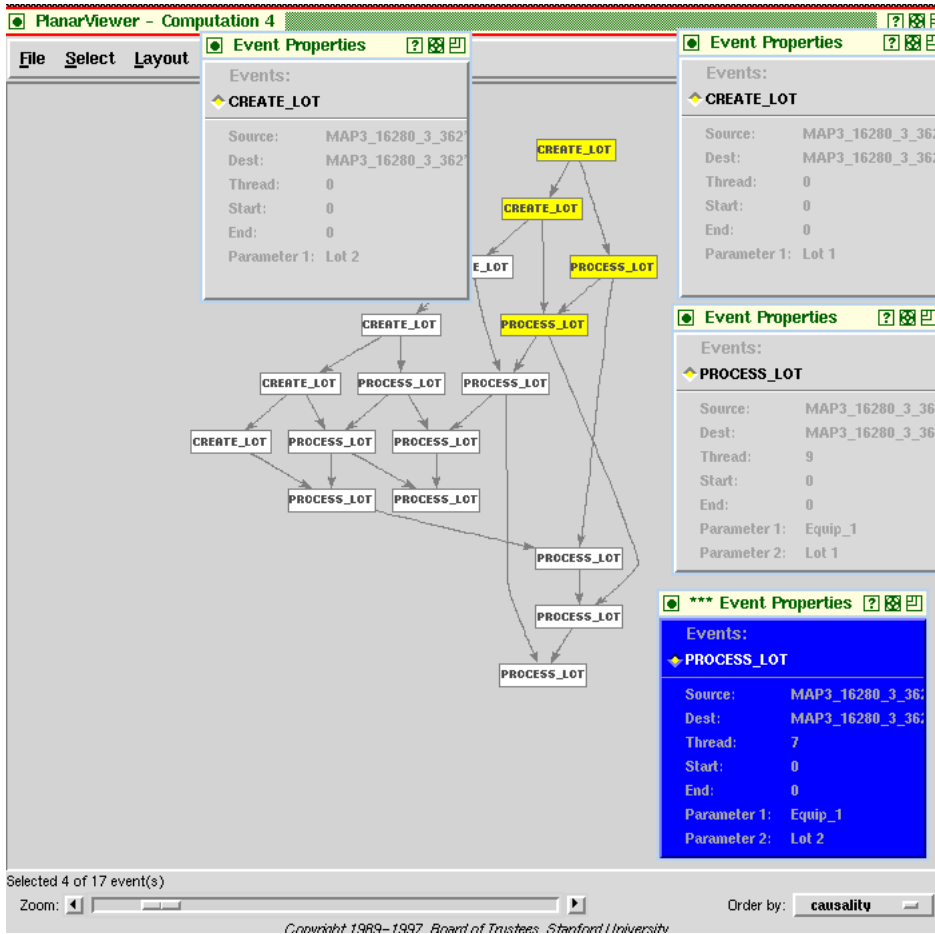 PlanarViewer - Computation 4
File Select Layout
Event Properties
Events:
CREATE_LOT
Source: MAP3_16280_3_362
Dest: MAP3_16280_3_362
Thread: 0
Start: 0
End: 0
Parameter 1: Lot 2
Event Properties
Events:
CREATE_LOT
Source: MAP3_16280_3_36
Dest: MAP3_16280_3_36
Thread: 0
Start: 0
End: 0
Parameter 1: Lot 1
Event Properties
Events:
PROCESS_LOT
Source: MAP3_16280_3_36
Dest: MAP3_16280_3_36
Thread: 9
Start: 0
End: 0
Parameter 1: Equip_1
Parameter 2: Lot 1
*** Event Properties
Events:
PROCESS_LOT
Source: MAP3_16280_3_36
Dest: MAP3_16280_3_36
Thread: 7
Start: 0
End: 0
Parameter 1: Equip_1
Parameter 2: Lot 2
CREATE_LOT
CREATE_LOT
E_LOT PROCESS_LOT
CREATE_LOT PROCESS_LOT
CREATE_LOT PROCESS_LOT PROCESS_LOT
CREATE_LOT PROCESS_LOT PROCESS_LOT
PROCESS_LOT PROCESS_LOT
PROCESS_LOT
PROCESS_LOT
PROCESS_LOT
Selected 4 of 17 event(s)
Zoom: Order by: causality
Copyright 1989-1997, Board of Trustees, Stanford University